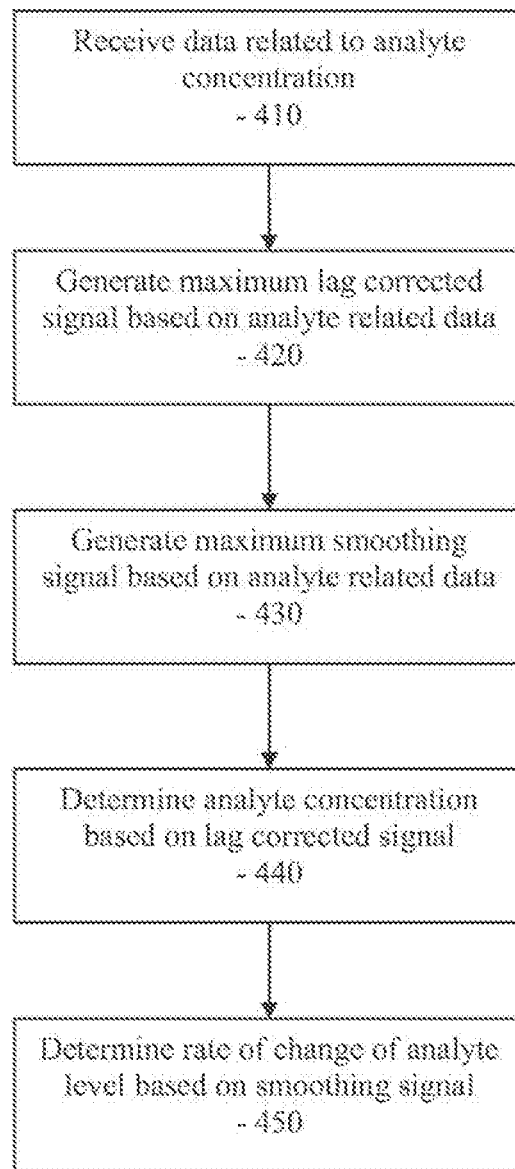 Receive data related to analyte
concentration
- 410
Generate maximum lag corrected
signal based on analyte related data
- 420
Generate maximum smoothing
signal based on analyte related data
- 430
Determine analyte concentration
based on lag corrected signal
- 440
Determine rate of change of analyte
level based on smoothing signal
- 450